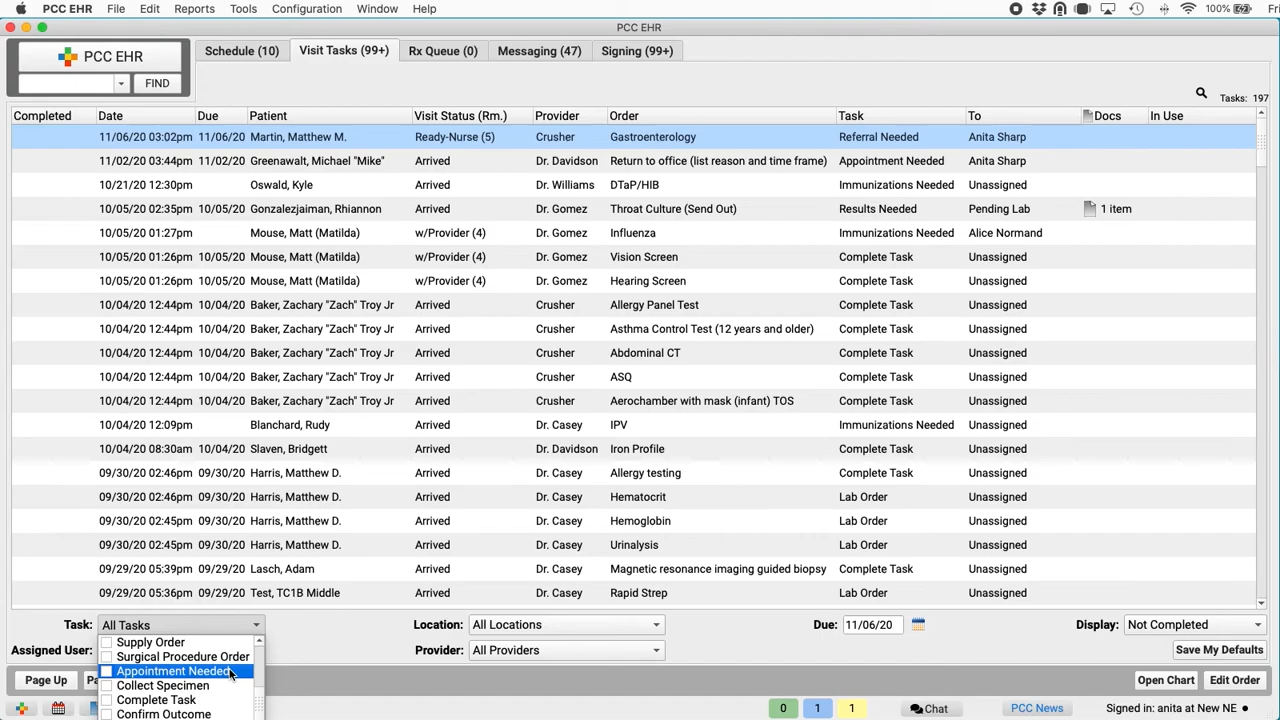 PCC EHR File Edit Reports Tools Configuration Window Help 100% Fri
PCC EHR
PCC EHR
FIND
Schedule (10) Visit Tasks (99+) Rx Queue (0) Messaging (47) Signing (99+)
Tasks: 197
Completed Date Due Patient Visit Status (Rm.) Provider Order Task To Docs In Use
11/06/20 03:02pm 11/06/20 Martin, Matthew M. Ready-Nurse (5) Crusher Gastroenterology Referral Needed Anita Sharp
11/02/20 03:44pm 11/02/20 Greenawalt, Michael "Mike" Arrived Dr. Davidson Return to office (list reason and time frame) Appointment Needed Anita Sharp
10/21/20 12:30pm Oswald, Kyle Arrived Dr. Williams DTaP/HIB Immunizations Needed Unassigned
10/05/20 02:35pm 10/05/20 Gonzalezjaiman, Rhiannon Arrived Dr. Gomez Throat Culture (Send Out) Results Needed Pending Lab 1 item
10/05/20 01:27pm Mouse, Matt (Matilda) w/Provider (4) Dr. Gomez Influenza Immunizations Needed Alice Normand
10/05/20 01:26pm 10/05/20 Mouse, Matt (Matilda) w/Provider (4) Dr. Gomez Vision Screen Complete Task Unassigned
10/05/20 01:26pm 10/05/20 Mouse, Matt (Matilda) w/Provider (4) Dr. Gomez Hearing Screen Complete Task Unassigned
10/04/20 12:44pm 10/04/20 Baker, Zachary "Zach" Troy Jr Arrived Crusher Allergy Panel Test Complete Task Unassigned
10/04/20 12:44pm 10/04/20 Baker, Zachary "Zach" Troy Jr Arrived Crusher Asthma Control Test (12 years and older) Complete Task Unassigned
10/04/20 12:44pm 10/04/20 Baker, Zachary "Zach" Troy Jr Arrived Crusher Abdominal CT Complete Task Unassigned
10/04/20 12:44pm 10/04/20 Baker, Zachary "Zach" Troy Jr Arrived Crusher ASQ Complete Task Unassigned
10/04/20 12:44pm 10/04/20 Baker, Zachary "Zach" Troy Jr Arrived Crusher Aerochamber with mask (infant) TOS Complete Task Unassigned
10/04/20 12:09pm Blanchard, Rudy Arrived Dr. Casey IPV Immunizations Needed Unassigned
10/04/20 08:30am 10/04/20 Slaven, Bridgett Arrived Dr. Davidson Iron Profile Complete Task Unassigned
09/30/20 02:46pm 09/30/20 Harris, Matthew D. Arrived Dr. Casey Allergy testing Complete Task Unassigned
09/30/20 02:46pm 09/30/20 Harris, Matthew D. Arrived Dr. Casey Hematocrit Lab Order Unassigned
09/30/20 02:45pm 09/30/20 Harris, Matthew D. Arrived Dr. Casey Hemoglobin Lab Order Unassigned
09/30/20 02:45pm 09/30/20 Harris, Matthew D. Arrived Dr. Casey Urinalysis Lab Order Unassigned
09/29/20 05:39pm 09/29/20 Lasch, Adam Arrived Dr. Casey Magnetic resonance imaging guided biopsy Complete Task Unassigned
09/29/20 05:36pm 09/29/20 Test, TC1B Middle Arrived Dr. Casey Rapid Strep Lab Order Unassigned
Task: All Tasks Location: All Locations Due: 11/06/20 Display: Not Completed
Assigned User: Provider: All Providers Save My Defaults
Supply Order
Surgical Procedure Order
Appointment Needed
Collect Specimen
Complete Task
Confirm Outcome
Page Up Open Chart Edit Order
0 1 1 Chat PCC News Signed in: anita at New NE